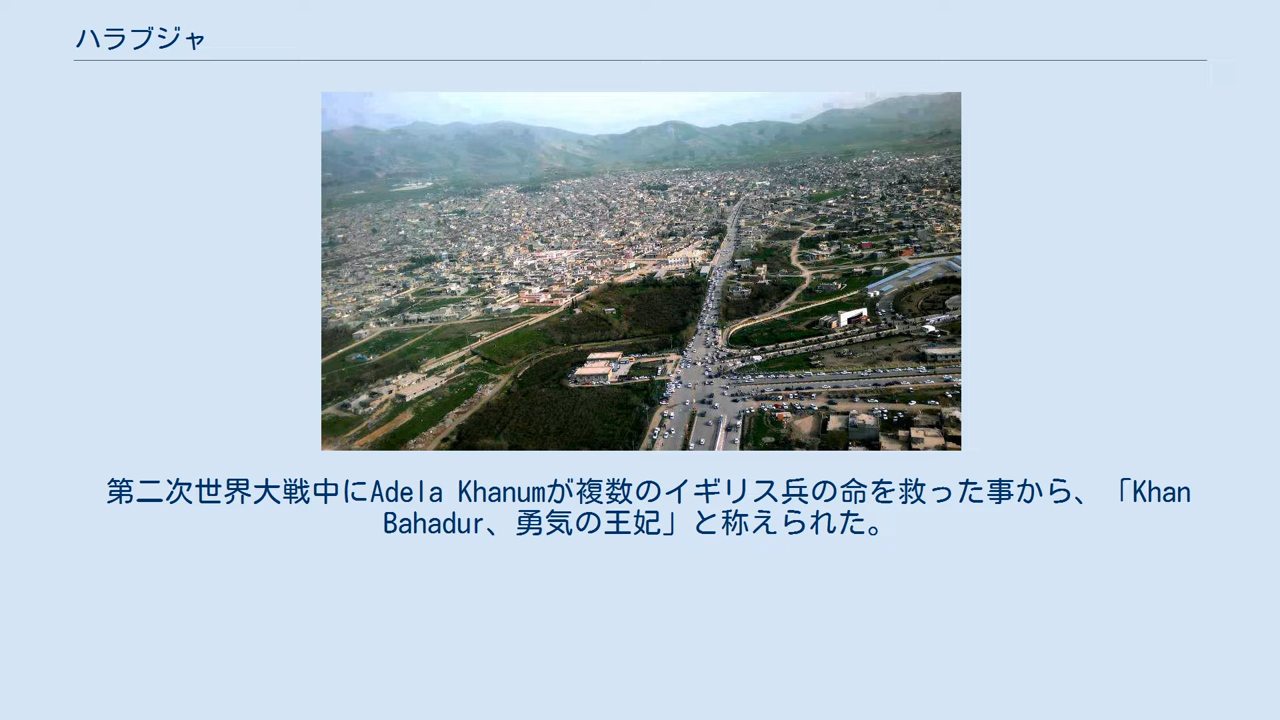 ハラブジャ
第二次世界大戦中にAdela Khanumが複数のイギリス兵の命を救った事から、「Khan
Bahadur、勇気の王妃」と称えられた。